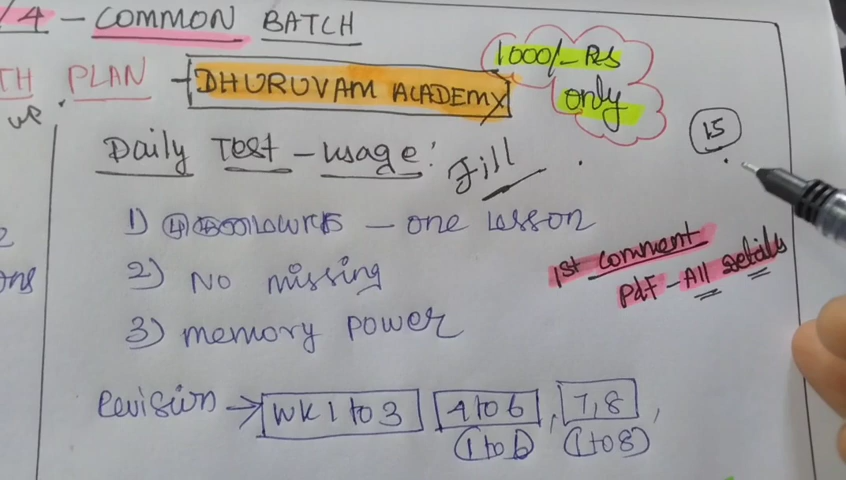 /4 - COMMON BATCH
TH PLAN - DHURUVAM ACADEMY
1000/- Rs
only
Daily Test - usage:
Fill
15
1) - one lesson
2) No missing
3) memory power
1st comment
Pdf - All details
Revision → WK 1 to 3 4 to 6, 7,8,
(1 to 6) (1 to 8)